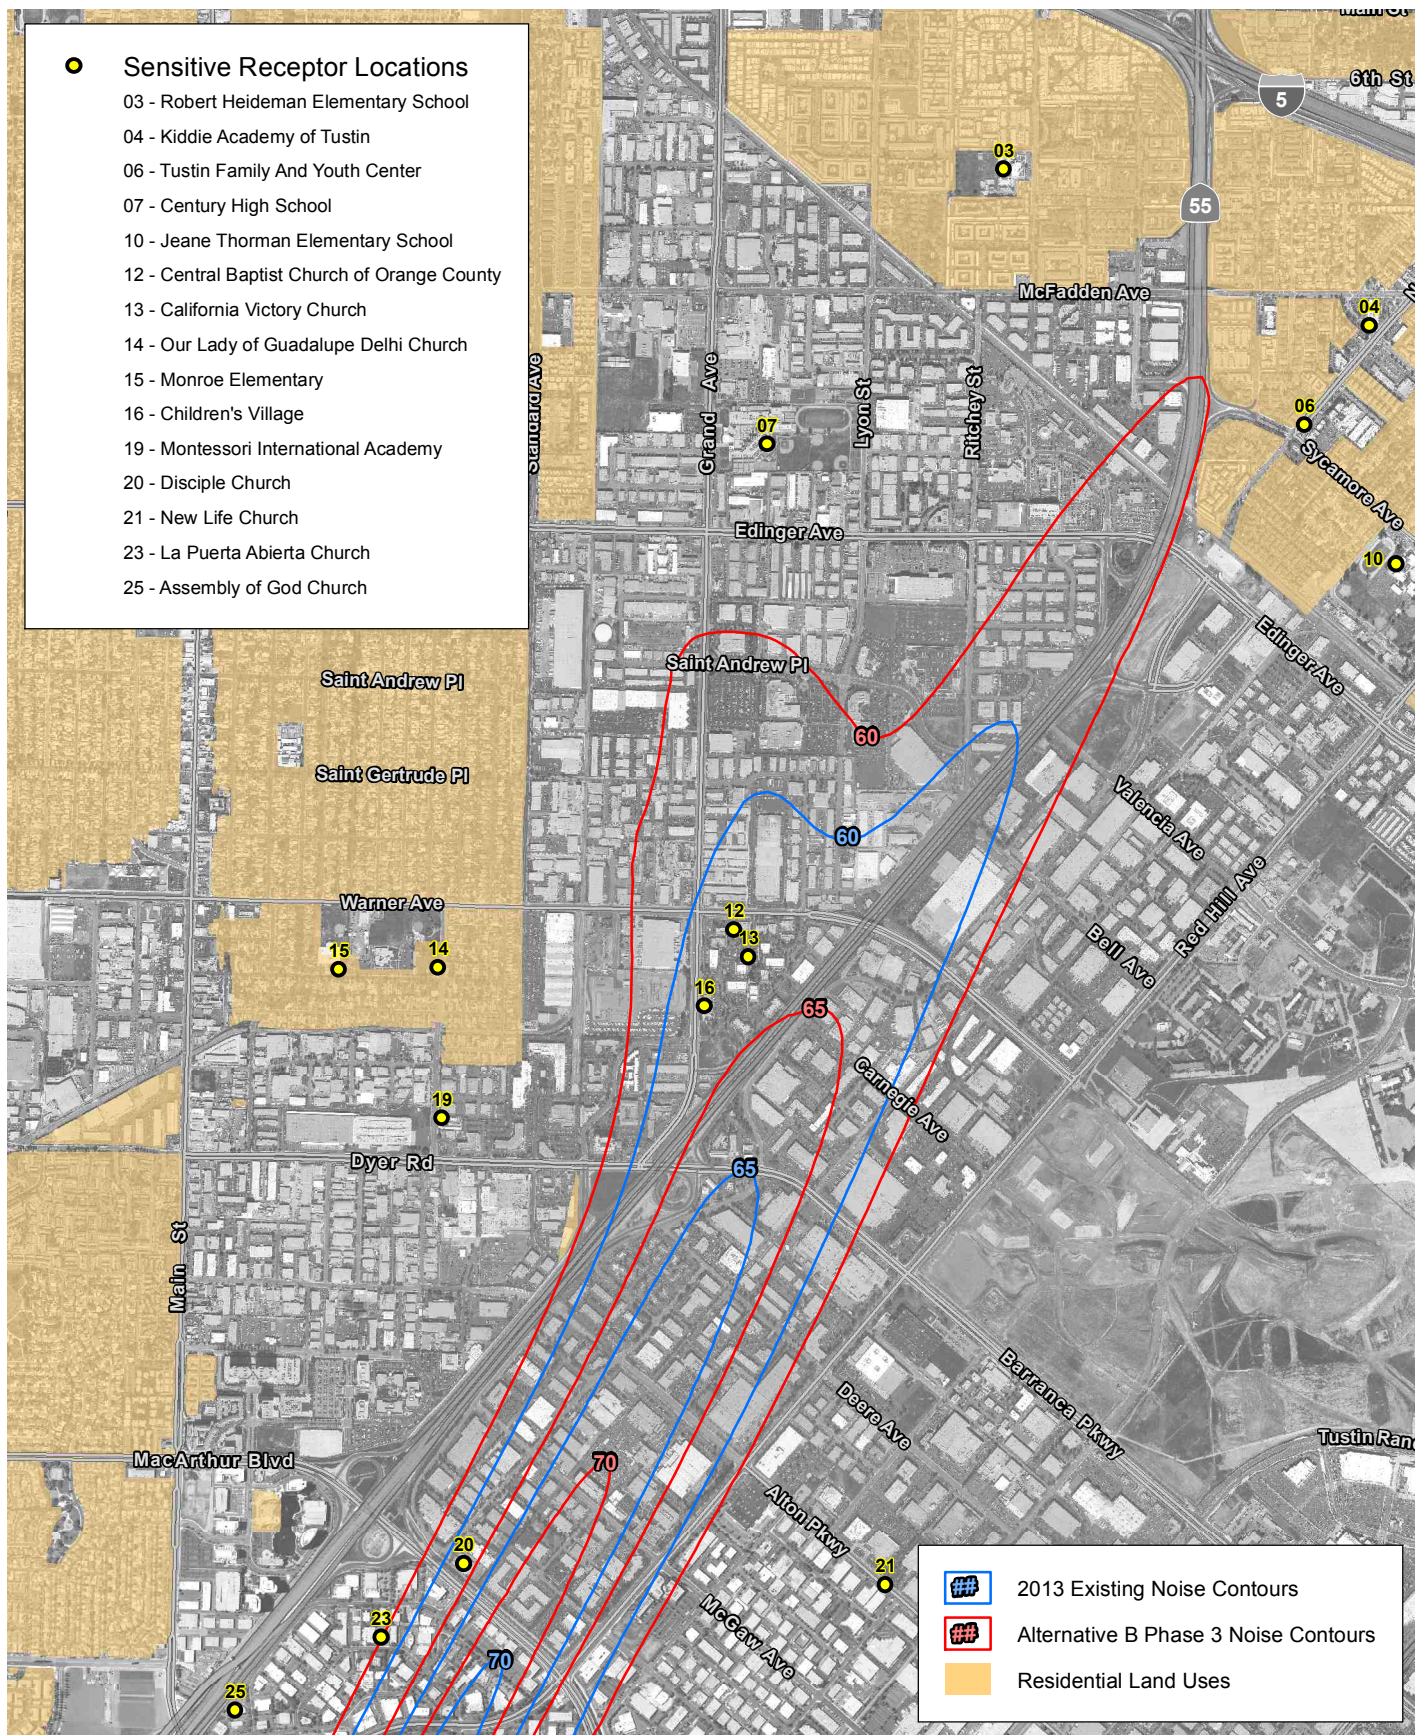 Sensitive Receptor Locations
03 - Robert Heideman Elementary School
04 - Kiddie Academy of Tustin
06 - Tustin Family And Youth Center
07 - Century High School
10 - Jeane Thorman Elementary School
12 - Central Baptist Church of Orange County
13 - California Victory Church
14 - Our Lady of Guadalupe Delhi Church
15 - Monroe Elementary
16 - Children's Village
19 - Montessori International Academy
20 - Disciple Church
21 - New Life Church
23 - La Puerta Abierta Church
25 - Assembly of God Church
Main St
6th St
5
03
55
McFadden Ave
04
Standard Ave
Grand Ave
Lyon St
Ritchey St
06
07
Sycamore Ave
Edinger Ave
10
Edinger Ave
Saint Andrew Pl
Saint Andrew Pl
60
Saint Gertrude Pl
Valencia Ave
60
Red Hill Ave
Warner Ave
12
Bell Ave
15
14
13
16
65
Carnegie Ave
19
Dyer Rd
65
Main St
Barranca Pkwy
Deere Ave
Tustin Ranc
MacArthur Blvd
70
Alton Pkwy
20
21
23
McGaw Ave
70
25
## 2013 Existing Noise Contours
## Alternative B Phase 3 Noise Contours
Residential Land Uses